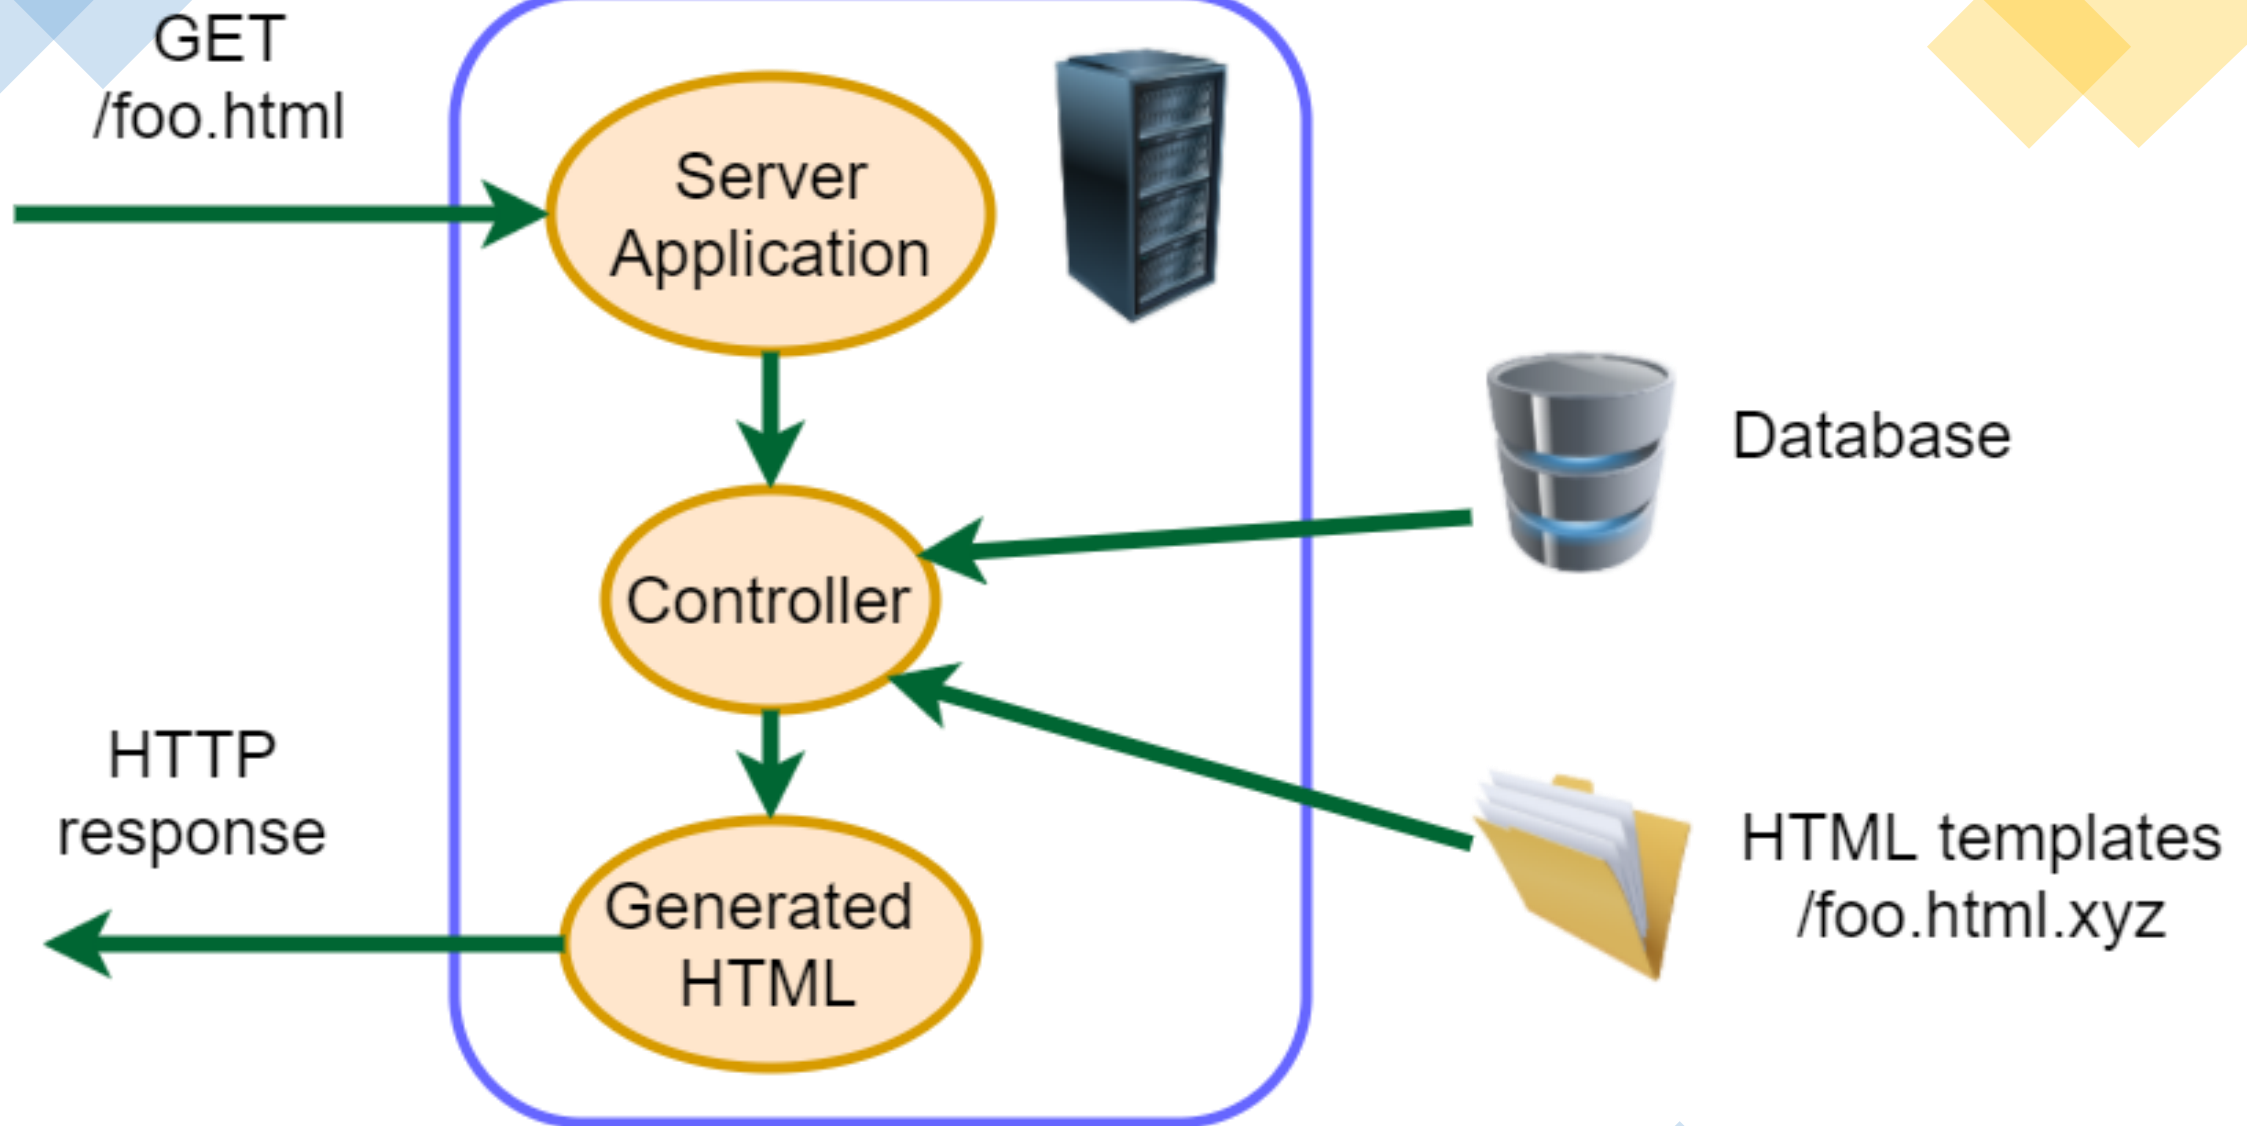 GET
/foo.html
Server
Application
Database
Controller
HTTP
response
HTML templates
/foo.html.xyz
Generated
HTML